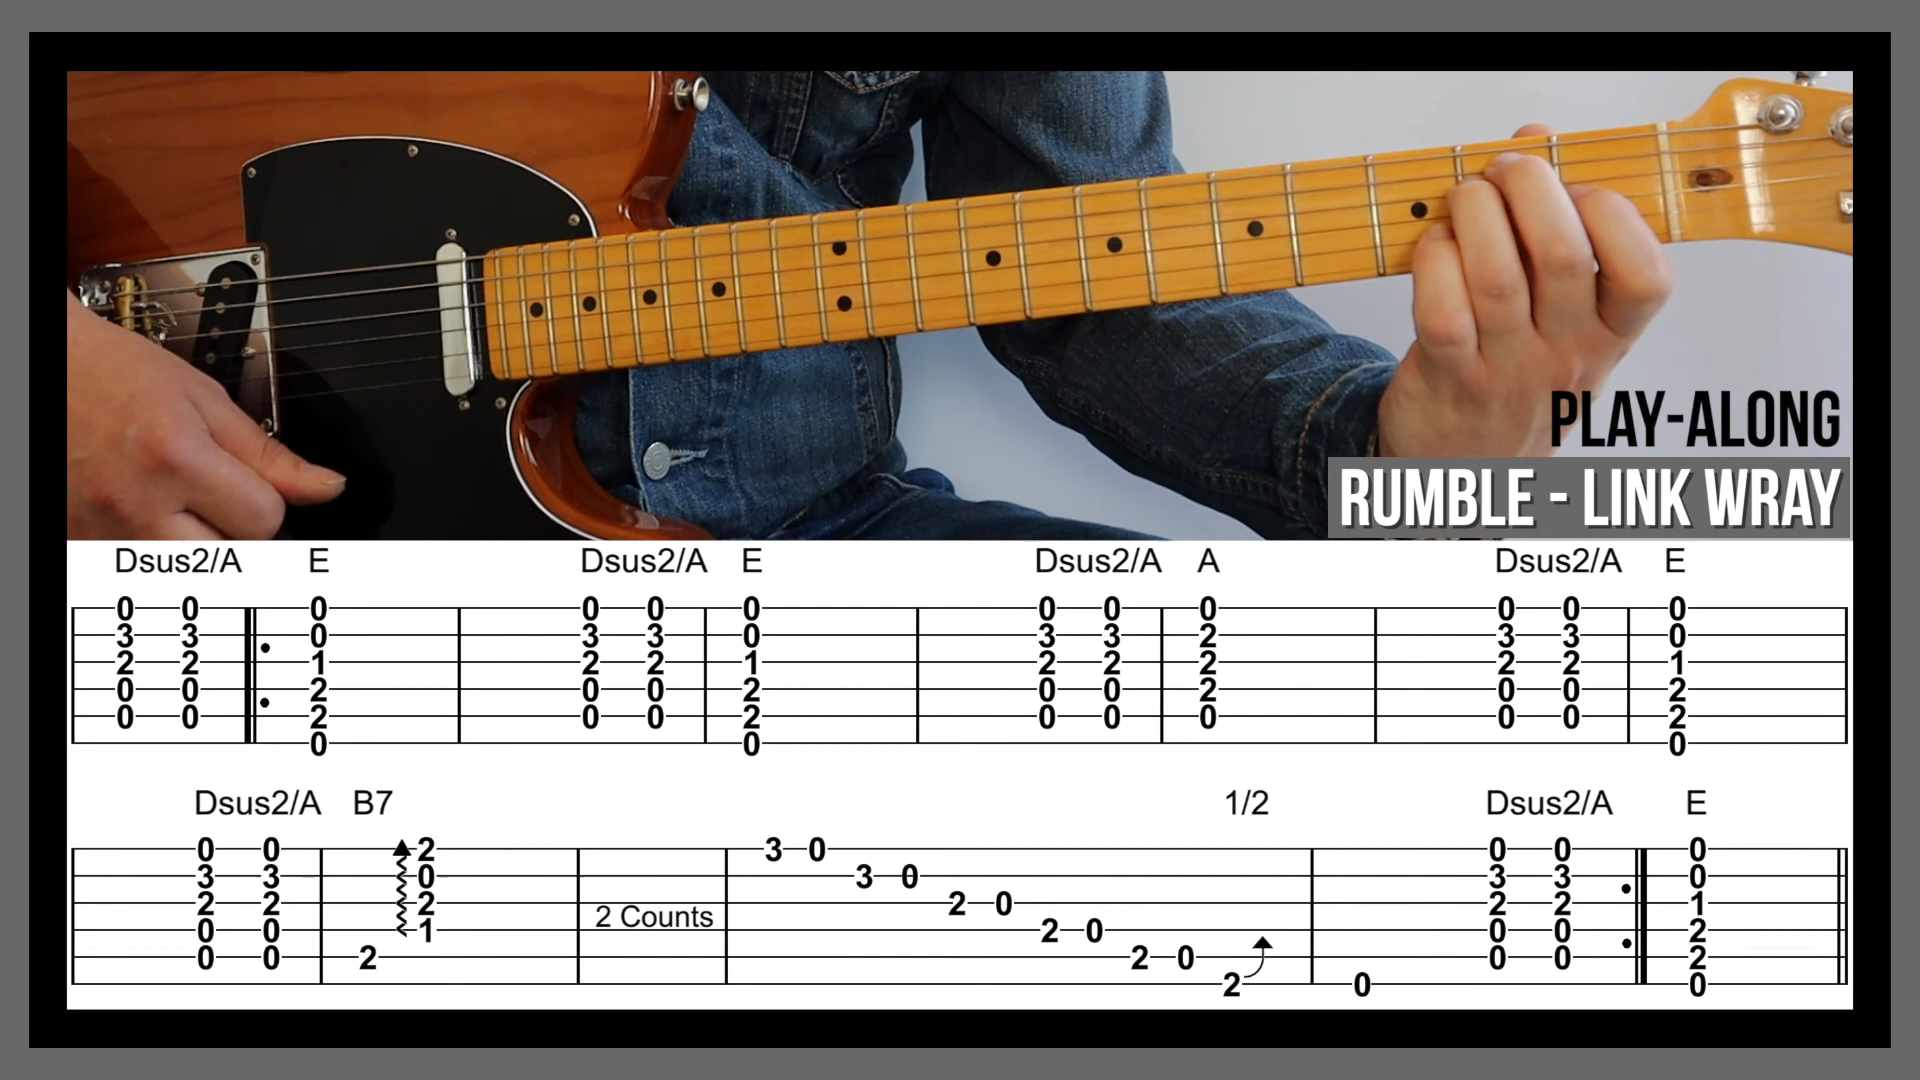 PLAY-ALONG
RUMBLE - LINK WRAY
Dsus2/A E Dsus2/A E Dsus2/A A Dsus2/A E
0 0 0 0 0 0 0 0 0 0 0 0
3 3 0 3 3 0 3 3 2 3 3 0
2 2 1 2 2 1 2 2 2 2 2 1
0 0 2 0 0 2 0 0 2 0 0 2
0 0 2 0 0 2 0 0 0 0 0 2
0 0 0
Dsus2/A B7 1/2 Dsus2/A E
0 0 2 3 0 0 0 0
3 3 0 3 0 3 3 0
2 2 2 2 0 2 2 1
2 Counts
0 0 1 2 0 0 0 2
0 0 2 2 0 0 0 2
2 0 0